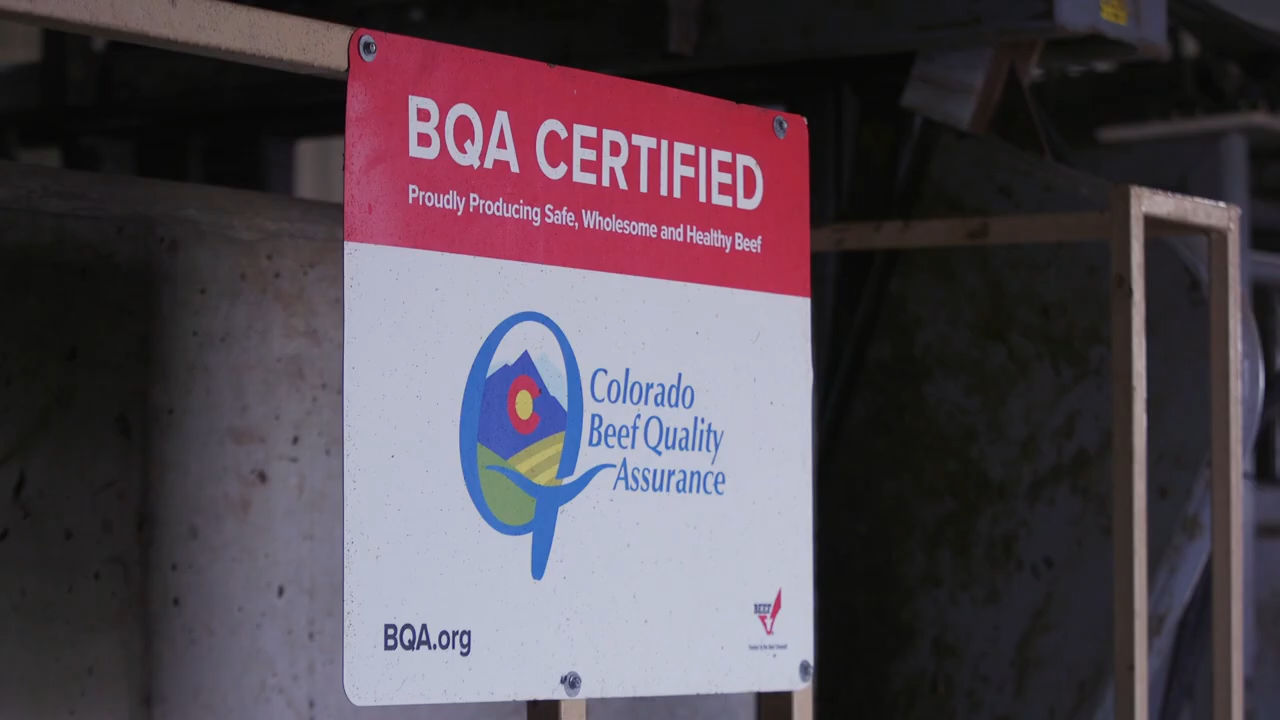 BQA CERTIFIED
Proudly Producing Safe, Wholesome and Healthy Beef
Colorado
Beef Quality
Assurance
BQA.org
BEEF